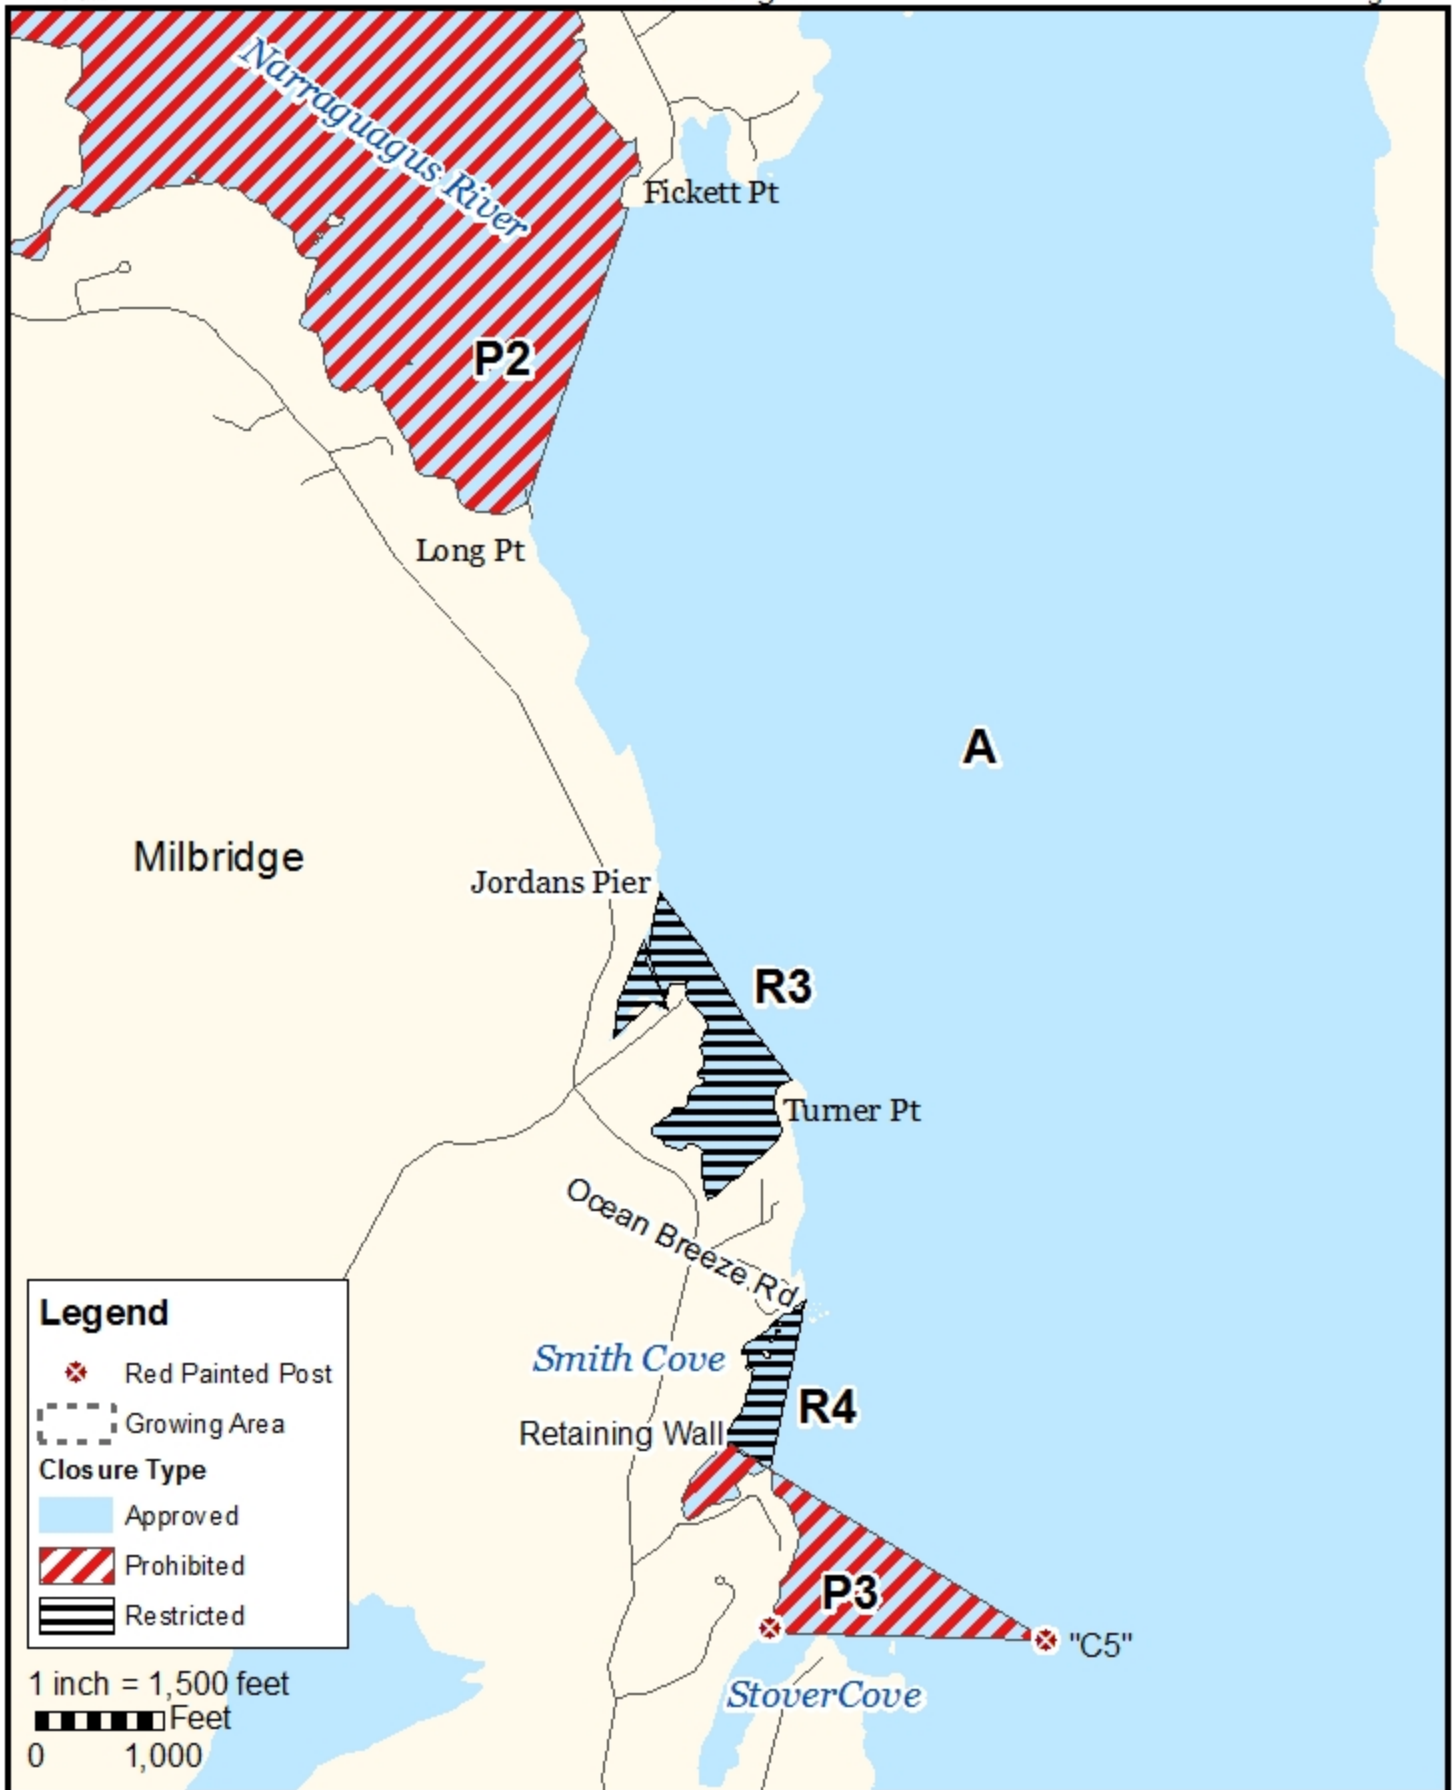 Narraguagus River
Fickett Pt
P2
Long Pt
A
Milbridge
Jordans Pier
R3
Turner Pt
Ocean Breeze Rd
Smith Cove
R4
Retaining Wall
P3
"C5"
StoverCove
Legend
Red Painted Post
Growing Area
Closure Type
Approved
Prohibited
Restricted
1 inch = 1,500 feet
Feet
0 1,000